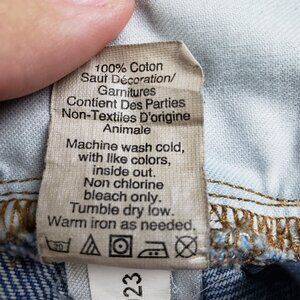 100% Coton
Sauf Décoration/
Garnitures
Contient Des Parties
Non-Textiles D'origine
Animale
Machine wash cold,
with like colors,
inside out.
Non chlorine
bleach only.
Tumble dry low.
Warm iron as needed.
23